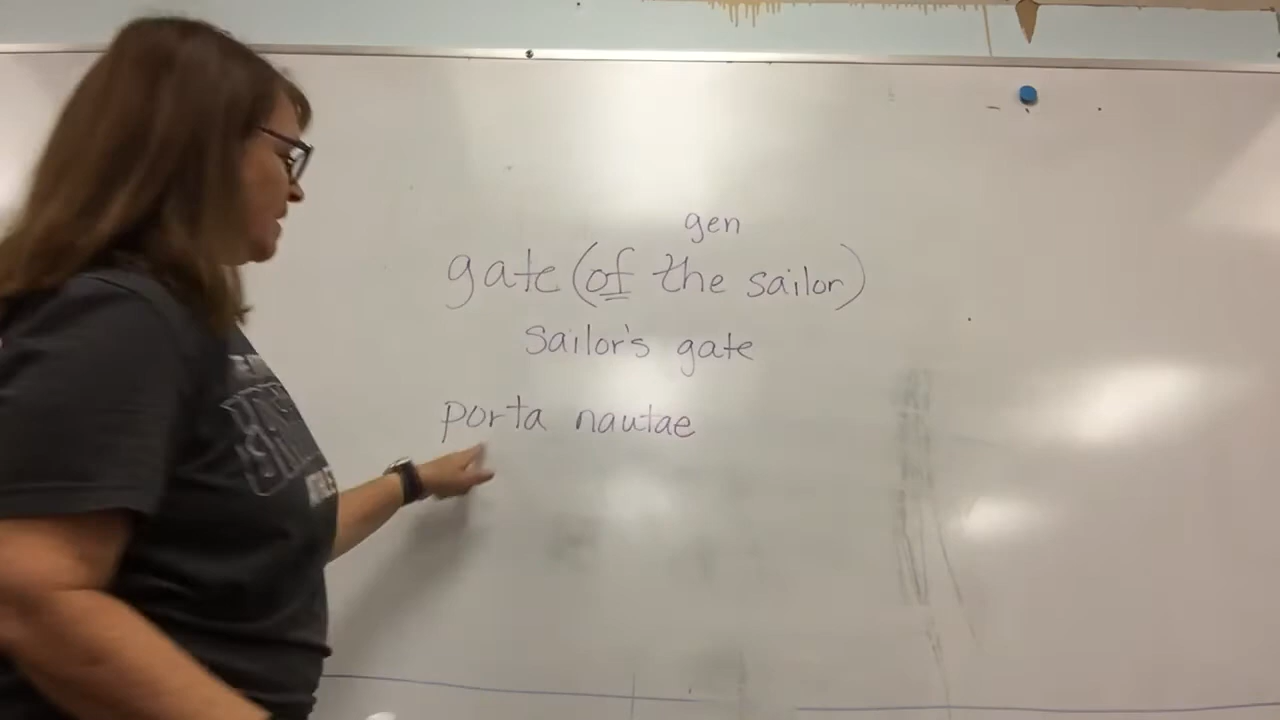 gen
gate (of the sailor)
sailor's gate
porta nautae